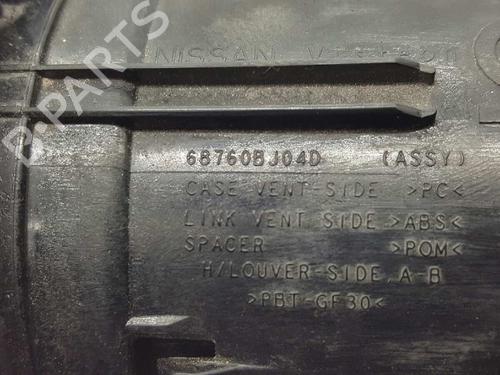 NISSAN
68760BJ04D (ASSY)
CASE VENT-SIDE >PC<
LINK VENT SIDE >ABS<
SPACER >POM<
H/LOUVER-SIDE, A-B
>PBT-GF30<
B-PARTS